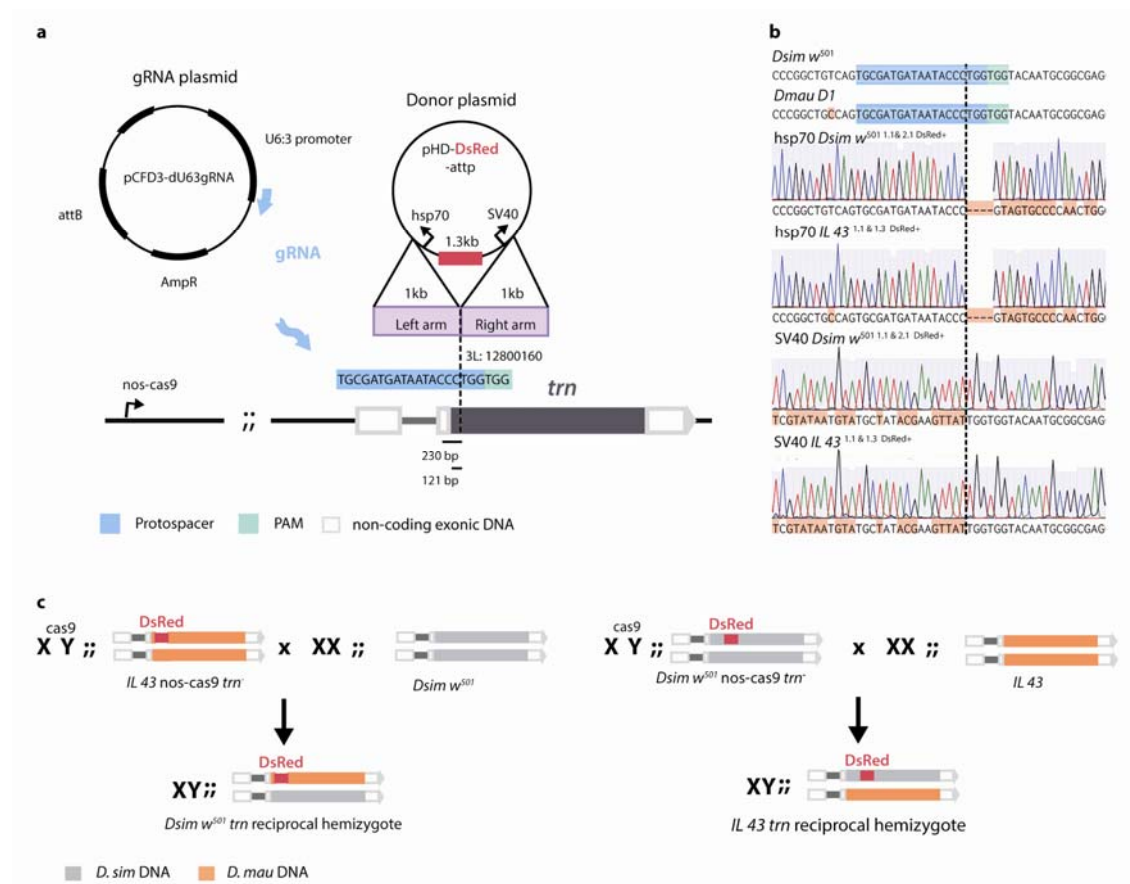 a
gRNA plasmid
U6:3 promoter
pCFD3-dU63gRNA
attB
AmpR
gRNA
Donor plasmid
pHD-DsRed
-attp
hsp70
SV40
1.3kb
1kb
1kb
Left arm
Right arm
3L: 12800160
TGCGATGATAATACCCTGGTGG
trn
nos-cas9
;;
230 bp
121 bp
Protospacer
PAM
non-coding exonic DNA
b
Dsim w501
CCCGGCTGTCAGTGCGATGATAATACCCTGGTGGTACAATGCGGCGAG
Dmau D1
CCCGGCTGCCAGTGCGATGATAATACCCTGGTGGTACAATGCGGCGAG
hsp70 Dsim w501 1.1& 2.1 DsRed+
CCCGGCTGTCAGTGCGATGATAATACCC----GTAGTGCCCCAACTGG
hsp70 IL 43 1.1 & 1.3 DsRed+
CCCGGCTGCCAGTGCGATGATAATACCC----GTAGTGCCCCAACTGG
SV40 Dsim w501 1.1 & 2.1 DsRed+
TCGTATAATGTATGCTATACGAAGTTATTGGTGGTACAATGCGGCGAG
SV40 IL 43 1.1 & 1.3 DsRed+
TCGTATAATGTATGCTATACGAAGTTATTGGTGGTACAATGCGGCGAG
c
cas9
X Y ;;
DsRed
x
XX ;;
IL 43 nos-cas9 trn-
Dsim w501
DsRed
XY;;
Dsim w501 trn reciprocal hemizygote
cas9
X Y ;;
DsRed
x
XX ;;
Dsim w501 nos-cas9 trn-
IL 43
DsRed
XY;;
IL 43 trn reciprocal hemizygote
D. sim DNA
D. mau DNA